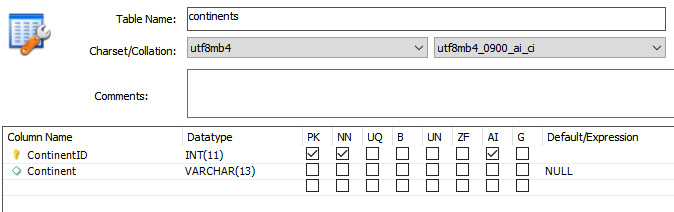 Table Name: continents
Charset/Collation: utf8mb4 utf8mb4_0900_ai_ci
Comments:
Column Name Datatype PK NN UQ B UN ZF AI G Default/Expression
ContinentID INT(11)
Continent VARCHAR(13) NULL